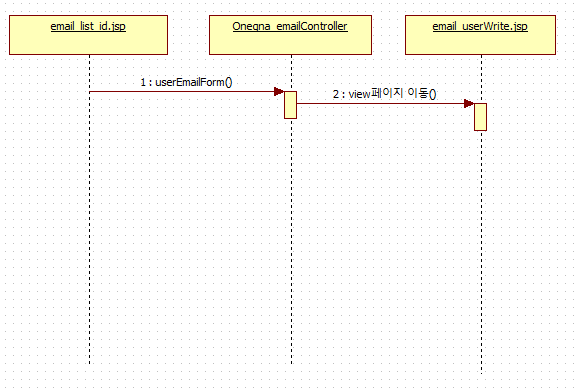 email_list_id.jsp
Oneqna_emailController
email_userWrite.jsp
1 : userEmailForm()
2 : view페이지 이동()